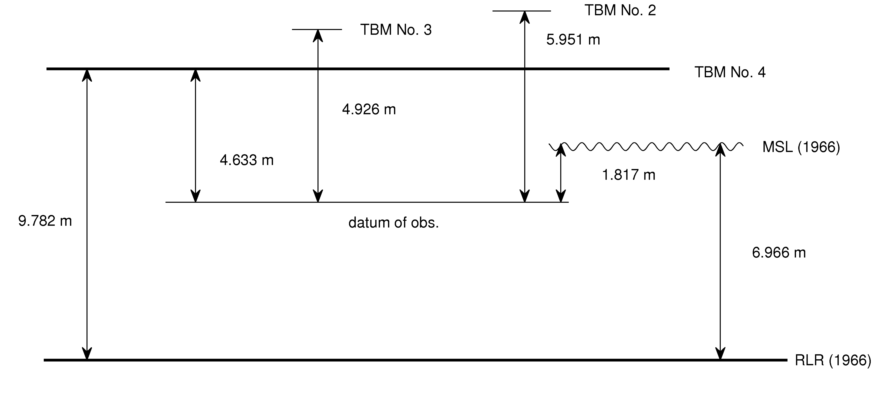 TBM No. 2
TBM No. 3
5.951 m
TBM No. 4
4.926 m
MSL (1966)
4.633 m
1.817 m
9.782 m
datum of obs.
6.966 m
RLR (1966)